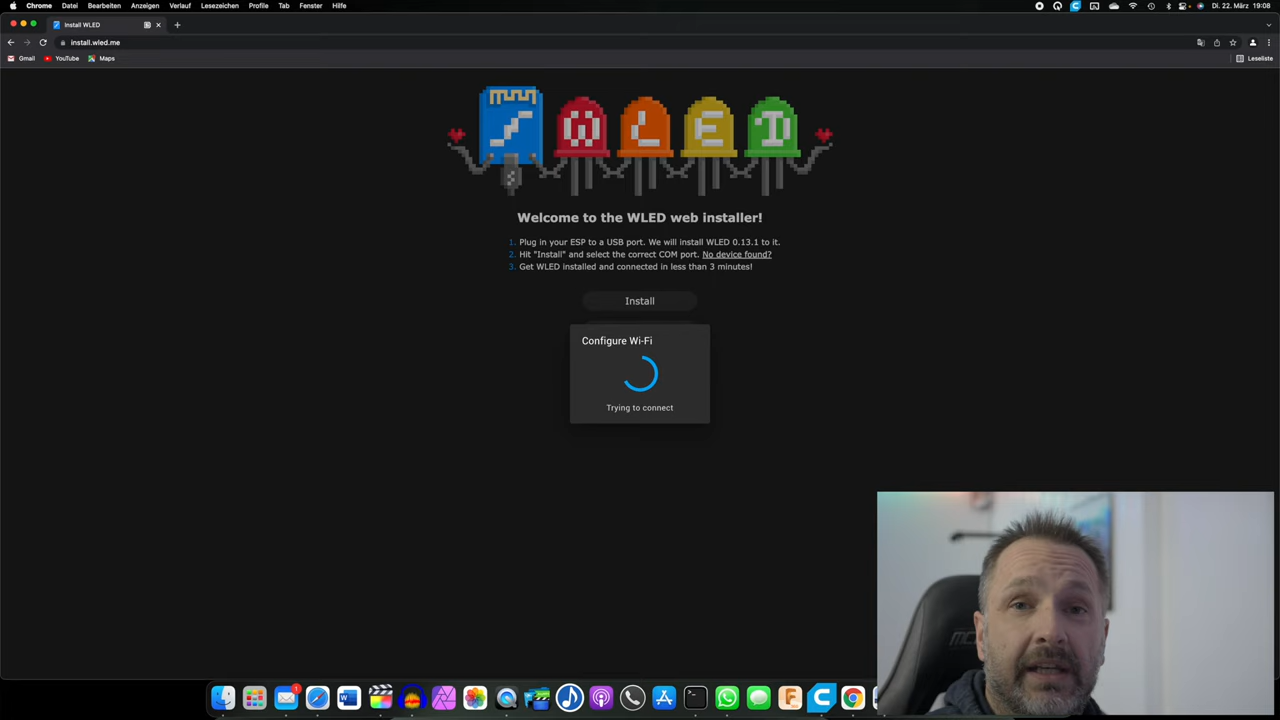 Chrome Datei Bearbeiten Anzeigen Verlauf Lesezeichen Profile Tab Fenster Hilfe Di. 22. März 19:08
Install WLED
install.wled.me
Gmail YouTube Maps Leseliste
WLED
Welcome to the WLED web installer!
1. Plug in your ESP to a USB port. We will install WLED 0.13.1 to it.
2. Hit "Install" and select the correct COM port. No device found?
3. Get WLED installed and connected in less than 3 minutes!
Install
Configure Wi-Fi
Trying to connect
1